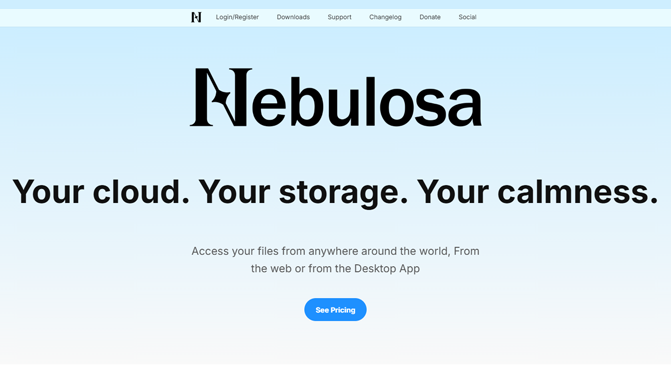 N Login/Register Downloads Support Changelog Donate Social
Nebulosa
Your cloud. Your storage. Your calmness.
Access your files from anywhere around the world, From
the web or from the Desktop App
See Pricing